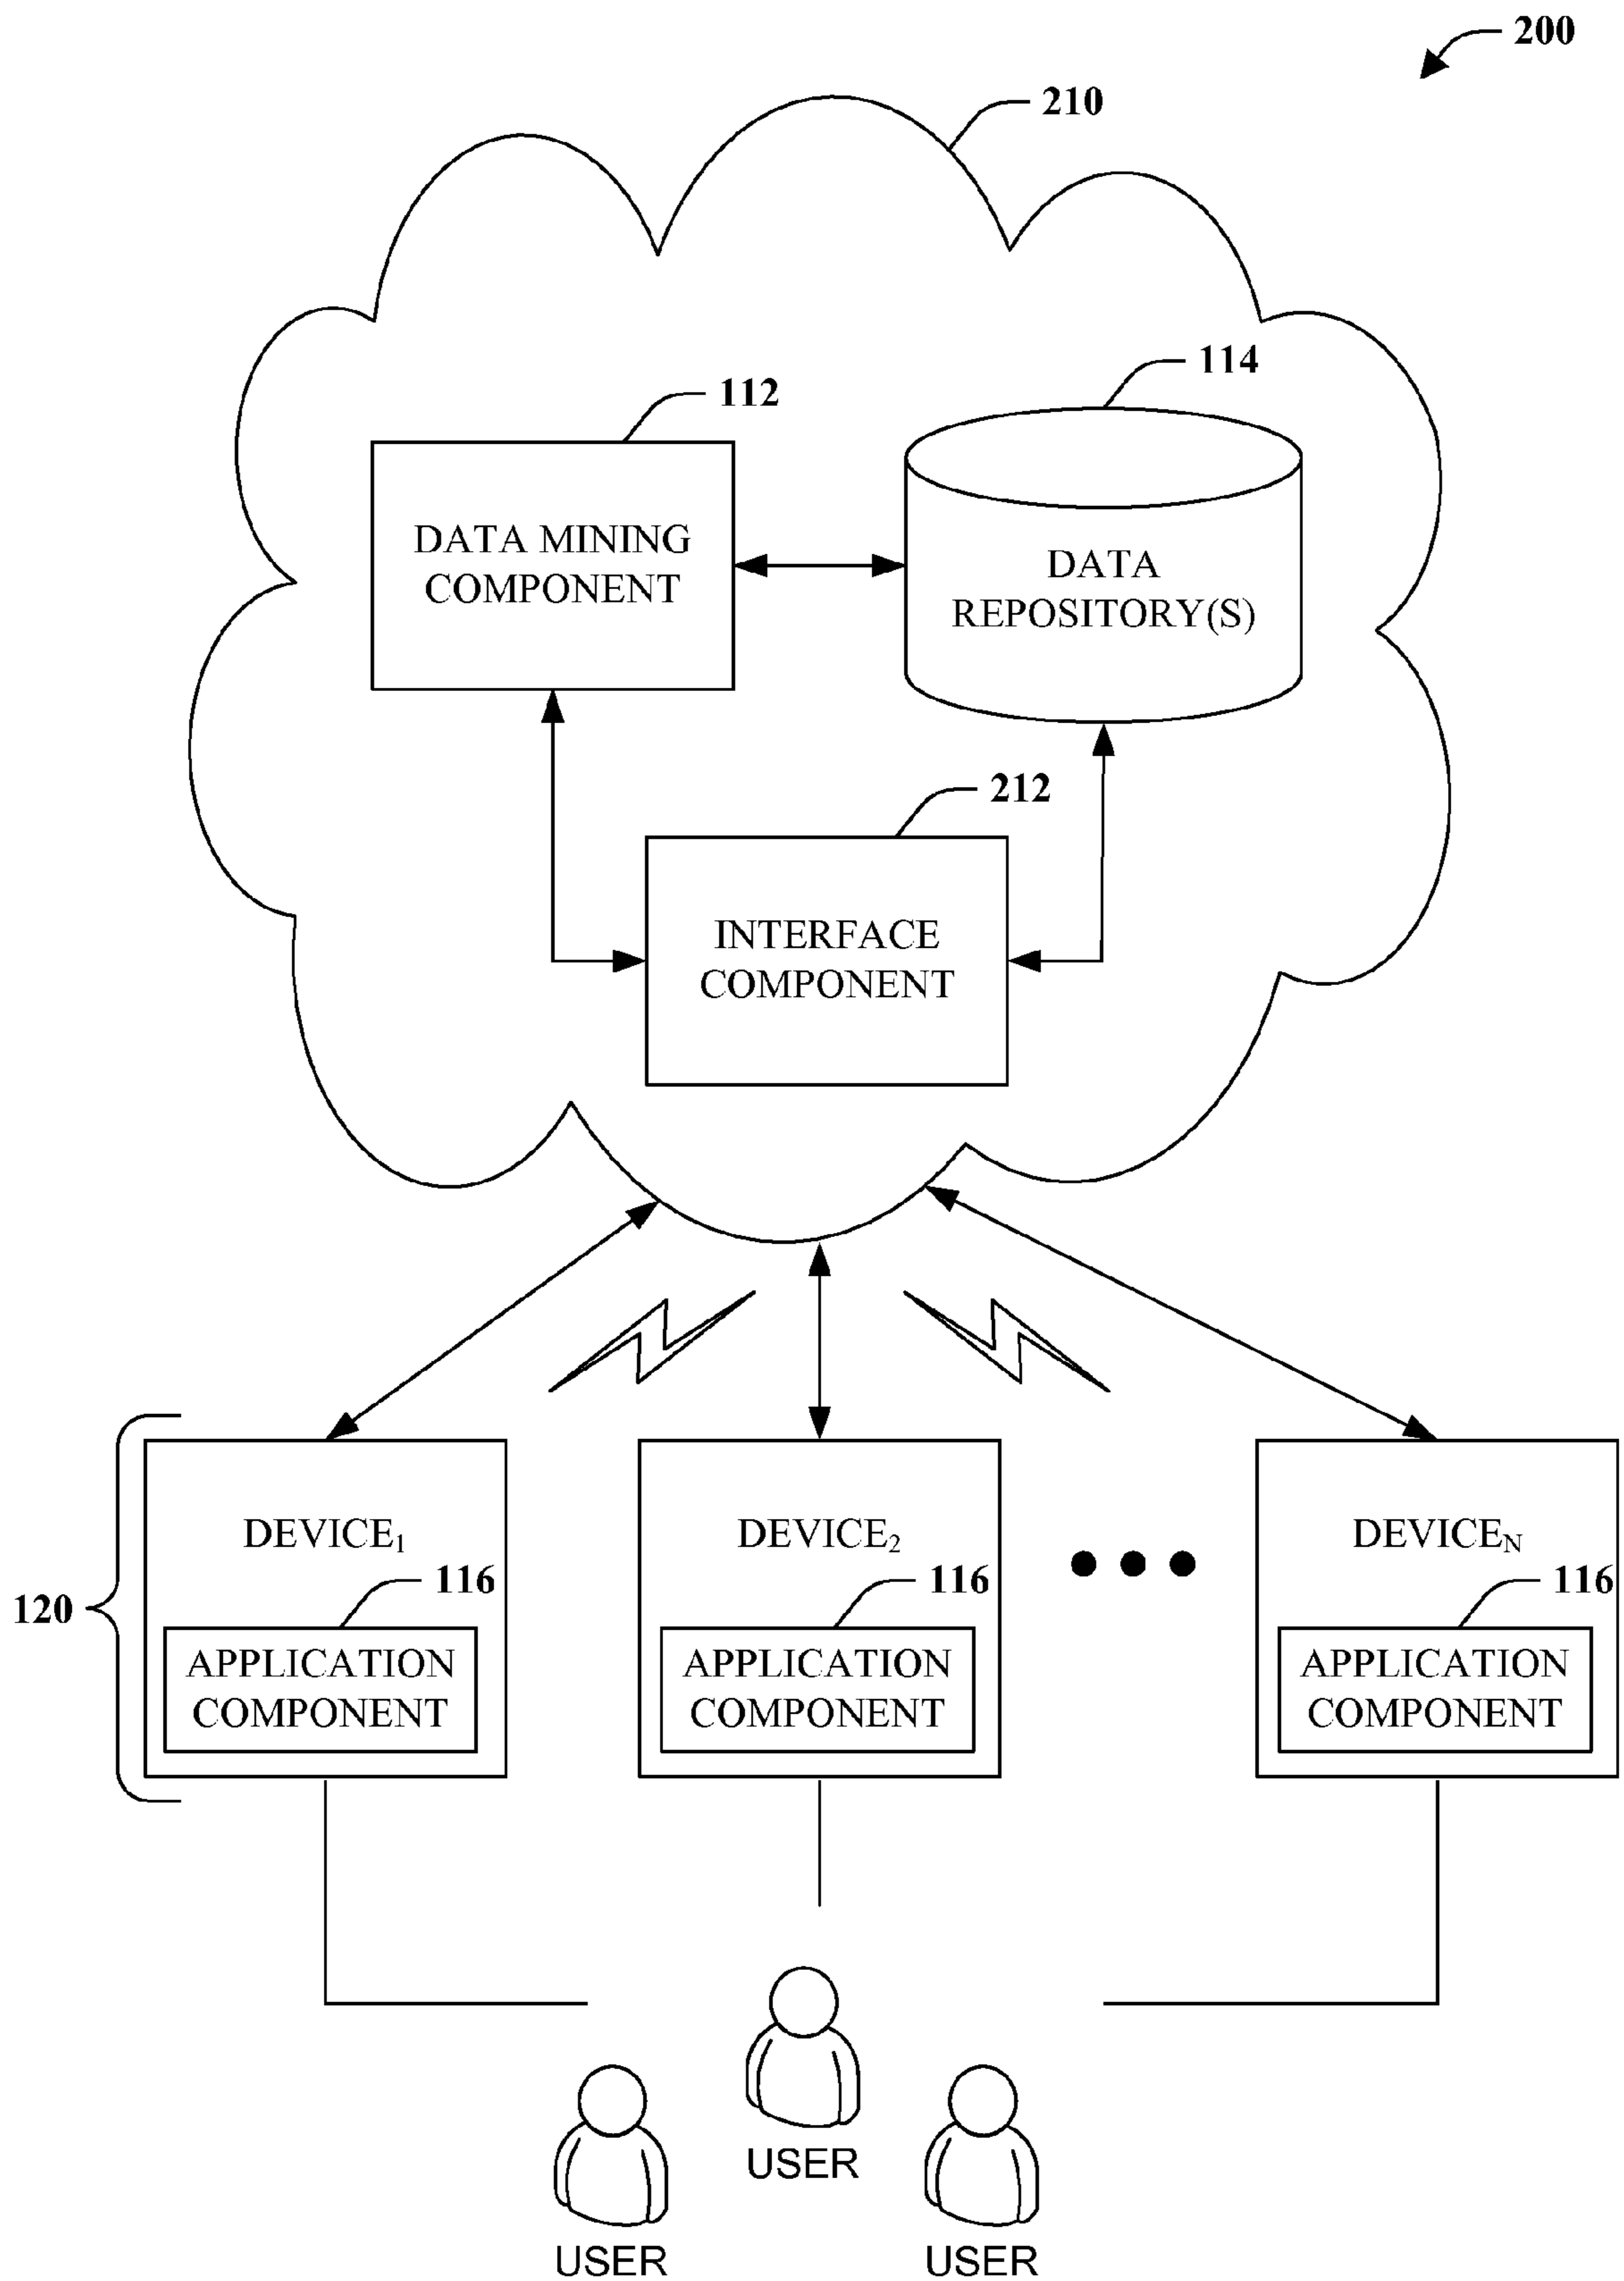 200
210
114
112
DATA MINING
COMPONENT
DATA
REPOSITORY(S)
212
INTERFACE
COMPONENT
DEVICE₁
DEVICE₂
DEVICEN
116
116
116
120
APPLICATION
COMPONENT
APPLICATION
COMPONENT
APPLICATION
COMPONENT
USER
USER
USER